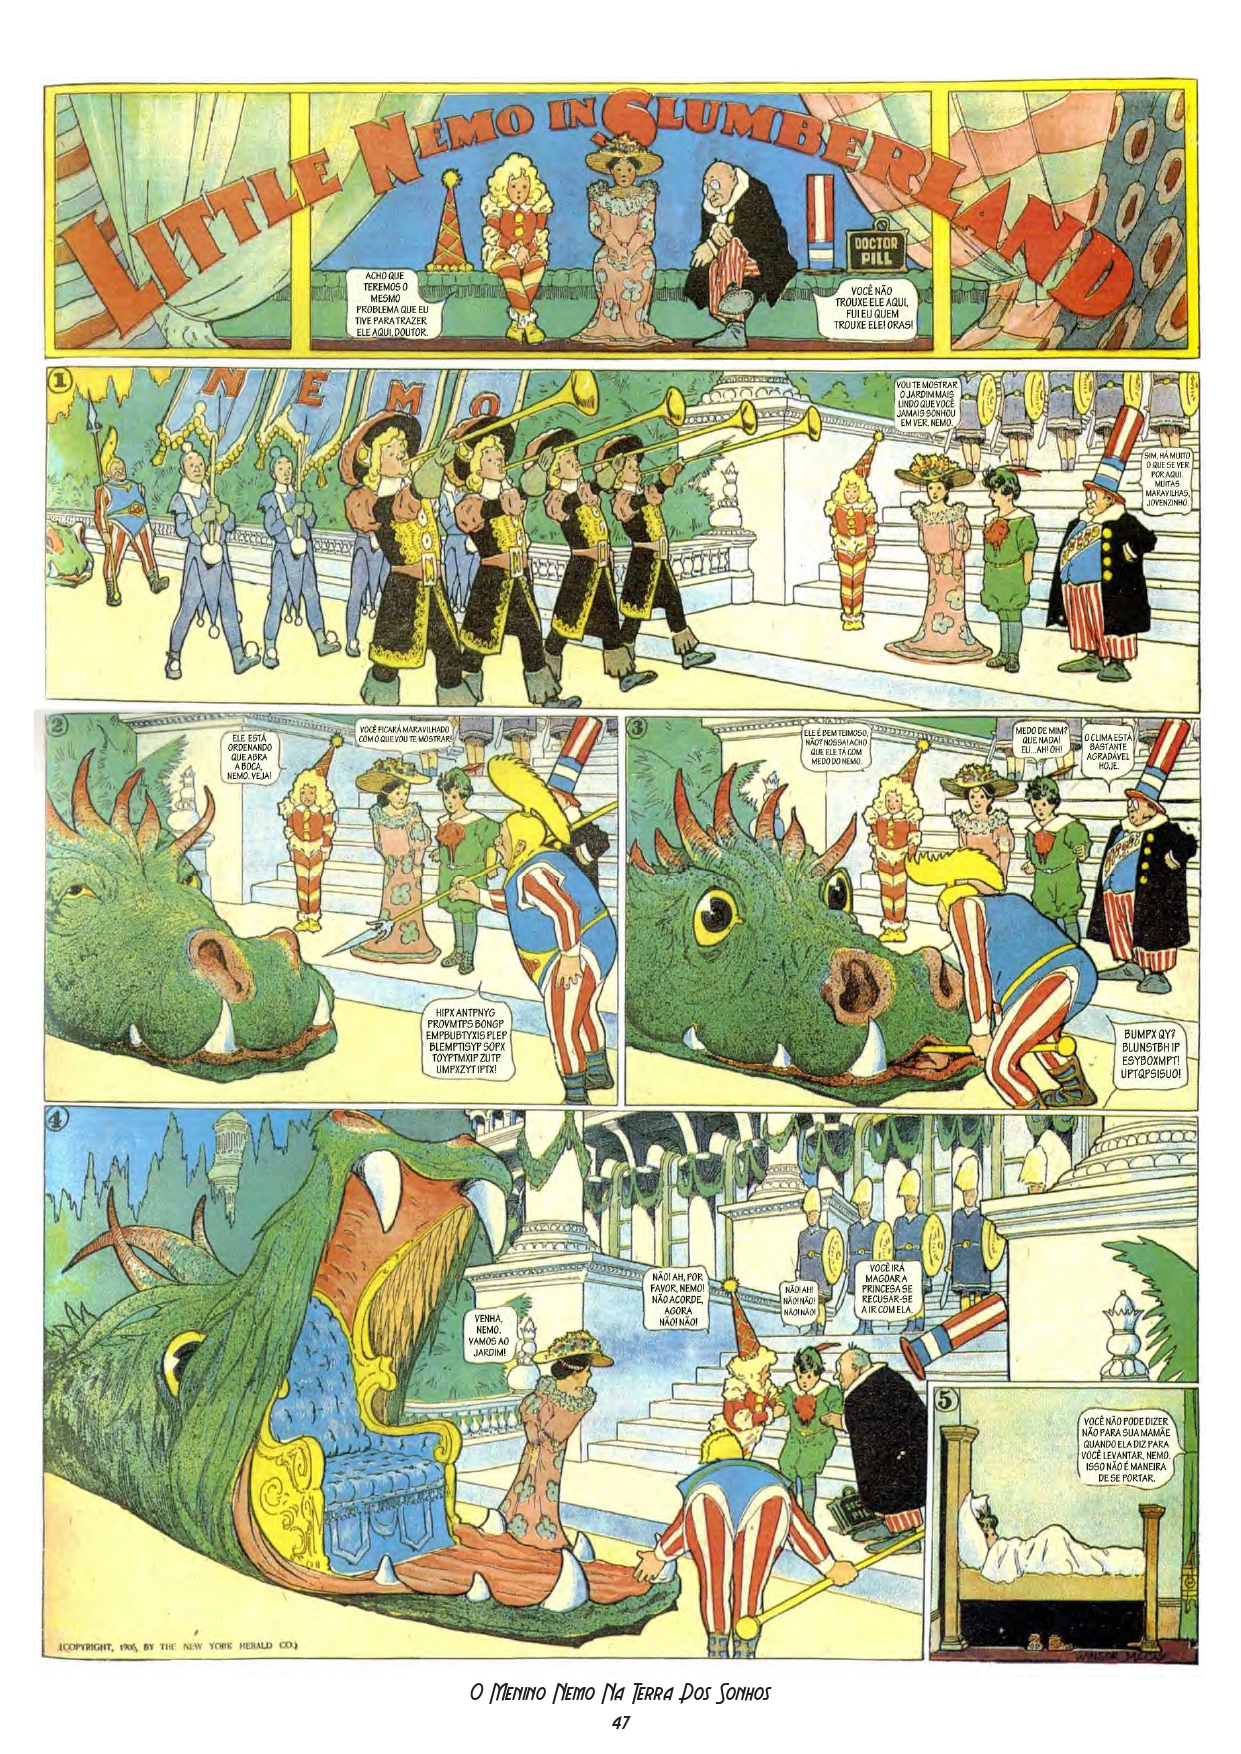 LITTLE NEMO IN SLUMBERLAND
DOCTOR
PILL
ACHO QUE
TEREMOS O
MESMO
PROBLEMA QUE EU
TIVE PARA TRAZER
ELE AQUI, DOUTOR.
VOCÊ NÃO
TROUXE ELE AQUI,
FUI EU QUEM
TROUXE ELE! ORAS!
1
NEMO
VOU TE MOSTRAR
O JARDIM MAIS
LINDO QUE VOCÊ
JAMAIS SONHOU
EM VER, NEMO.
SIM, HÁ MUITO
O QUE SE VER
POR AQUI.
MUITAS
MARAVILHAS,
JOVENZINHO.
2
ELE ESTÁ
ORDENANDO
QUE ABRA
A BOCA,
NEMO. VEJA!
VOCÊ FICARÁ MARAVILHADO
COM O QUE VOU TE MOSTRAR!
HIPX ANTPNYG
PROVMTPS BONGP
EMPBUBTYXIS PLEP
BLEMPTISYP SOPX
TOYPTMXIP ZUTP
UMPXZYT IPTX!
3
ELE É BEM TEIMOSO,
NÃO? NOSSA! ACHO
QUE ELE TÁ COM
MEDO DO NEMO.
MEDO DE MIM?
QUE NADA!
EU...AH! OH!
O CLIMA ESTÁ
BASTANTE
AGRADÁVEL
HOJE.
BUMPX QY?
BLUNSTBH IP
ESYBOXMPT!
UPTQPSISUO!
4
VENHA,
NEMO.
VAMOS AO
JARDIM!
NÃO! AH, POR
FAVOR, NEMO!
NÃO ACORDE,
AGORA
NÃO! NÃO!
NÃO! AH!
NÃO! NÃO!
NÃO! NÃO!
VOCÊ IRÁ
MAGOAR A
PRINCESA SE
RECUSAR-SE
A IR COM ELA.
PILL
(COPYRIGHT, 1906, BY THE NEW YORK HERALD CO.)
5
VOCÊ NÃO PODE DIZER
NÃO PARA SUA MAMÃE
QUANDO ELA DIZ PARA
VOCÊ LEVANTAR, NEMO.
ISSO NÃO É MANEIRA
DE SE PORTAR.
WINSOR McCAY
O MENINO NEMO NA TERRA DOS SONHOS
47